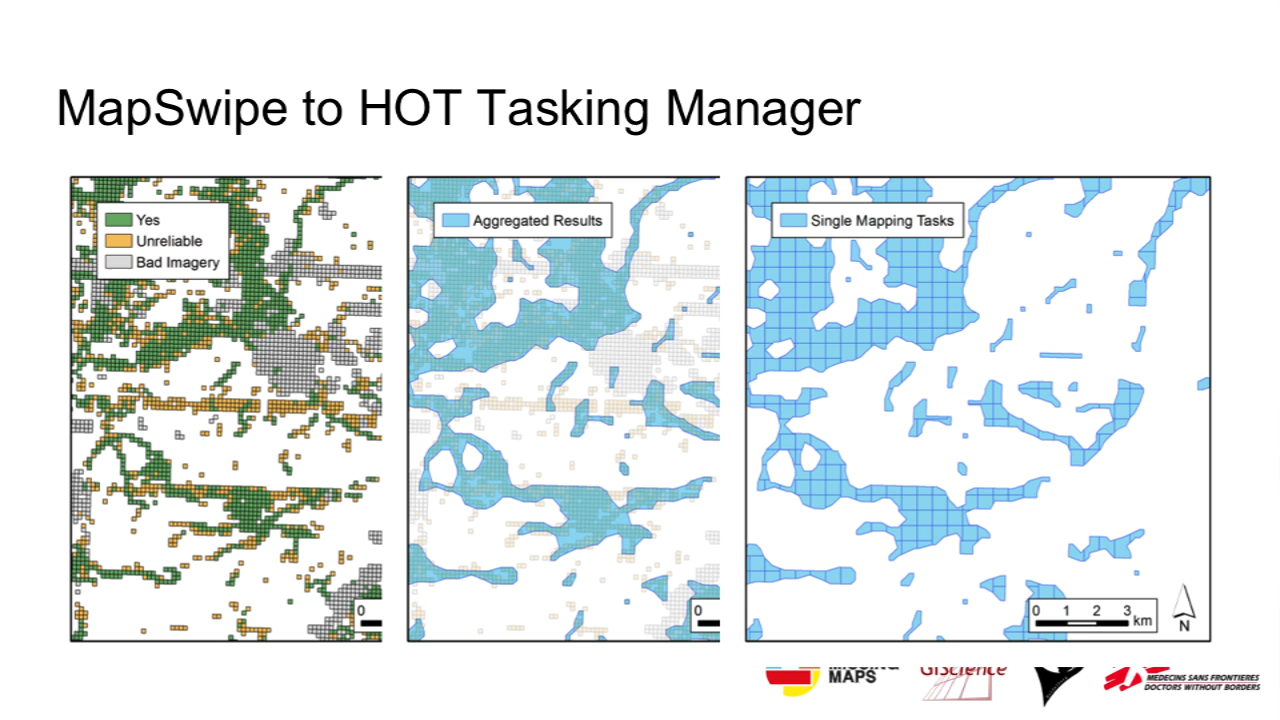 MapSwipe to HOT Tasking Manager
Yes
Unreliable
Bad Imagery
0
Aggregated Results
0
Single Mapping Tasks
0 1 2 3 km
N
MISSING
MAPS
GIScience
MEDECINS SANS FRONTIERES
DOCTORS WITHOUT BORDERS